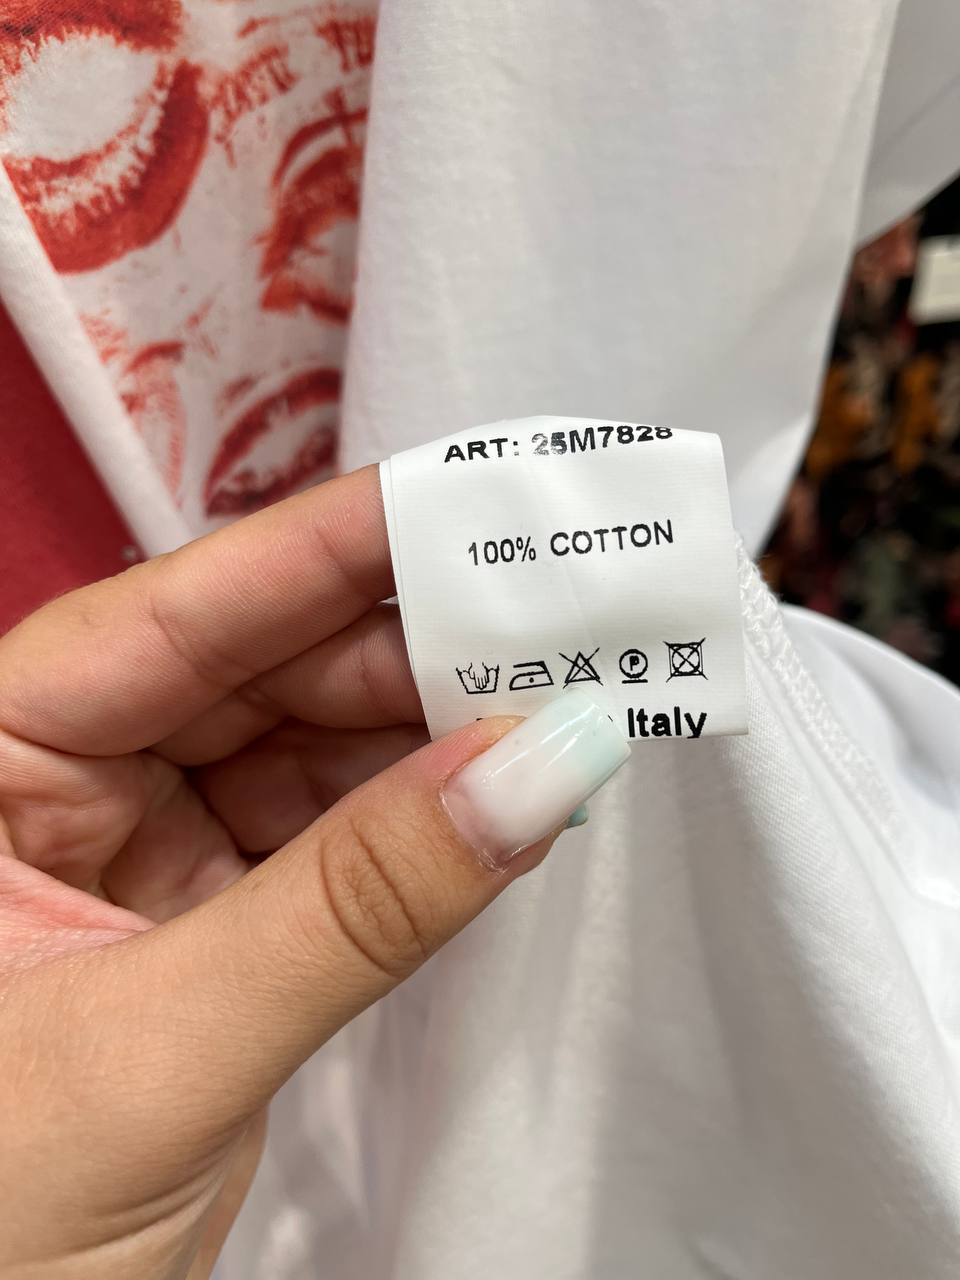 ART: 25M7828
100% COTTON
P
Italy